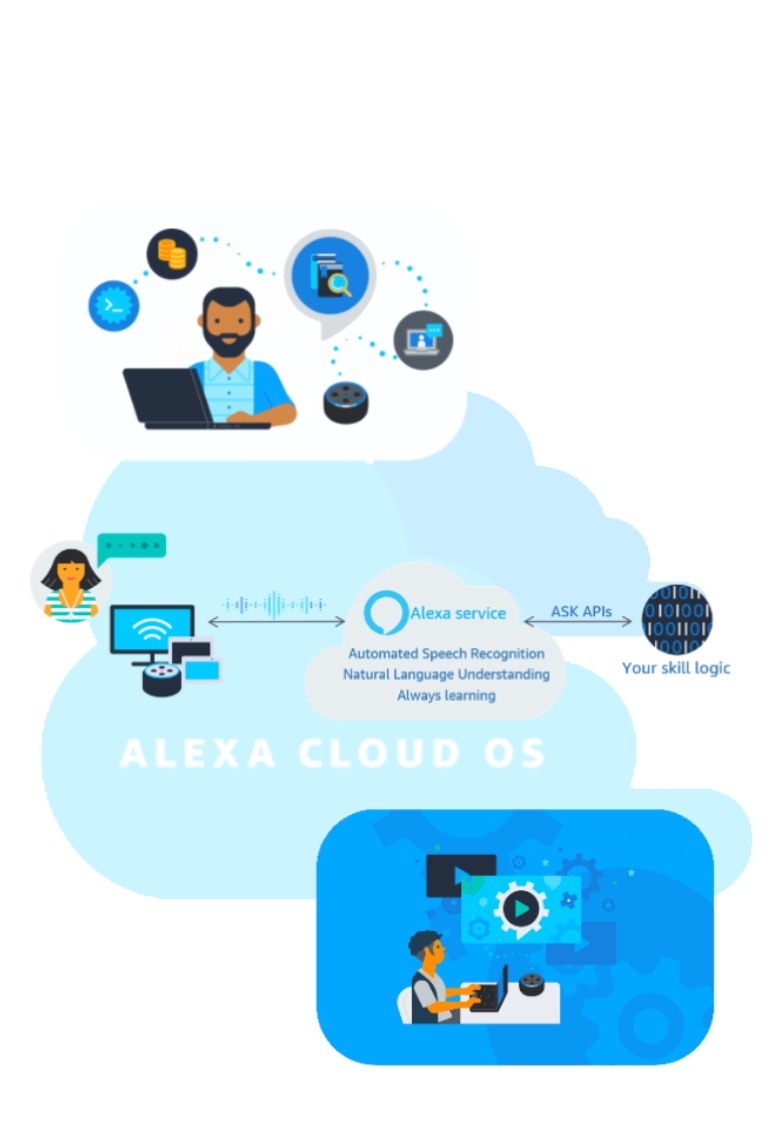 Alexa service
ASK APIs
Automated Speech Recognition
Natural Language Understanding
Always learning
Your skill logic
ALEXA CLOUD OS